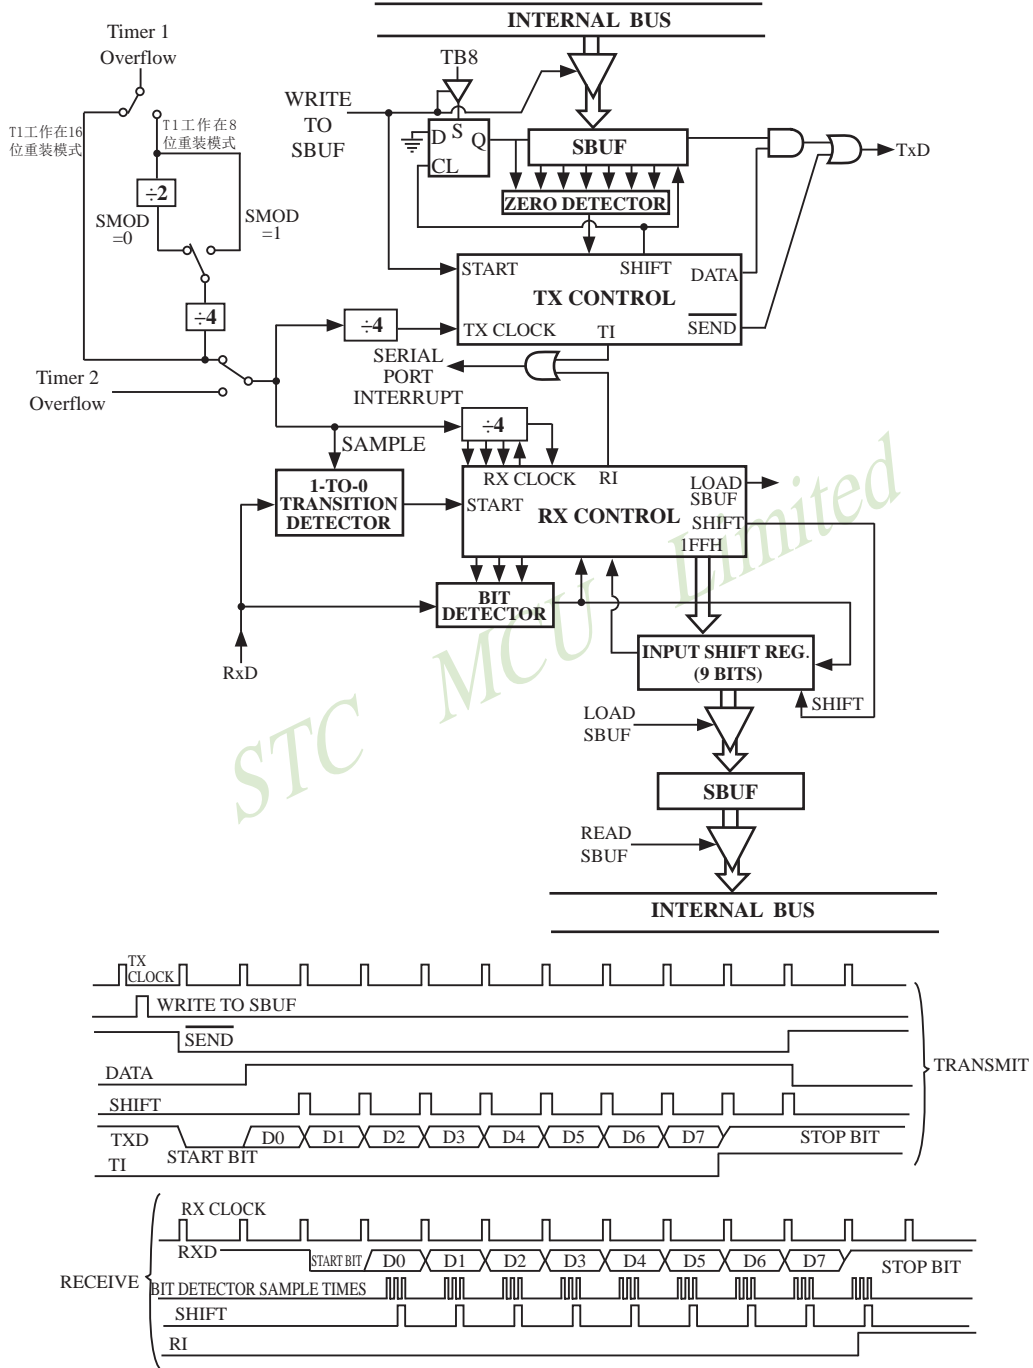 INTERNAL BUS
Timer 1
Overflow
TB8
WRITE
TO
SBUF
D S Q
CL
SBUF
TxD
T1工作在16
位重装模式
T1工作在8
位重装模式
÷2
ZERO DETECTOR
SMOD
=0
SMOD
=1
START
SHIFT
DATA
TX CONTROL
÷4
÷4
TX CLOCK
TI
SEND
SERIAL
PORT
INTERRUPT
Timer 2
Overflow
÷4
SAMPLE
1-TO-0
TRANSITION
DETECTOR
RX CLOCK
RI
LOAD
SBUF
START
RX CONTROL
SHIFT
1FFH
BIT
DETECTOR
RxD
INPUT SHIFT REG.
(9 BITS)
SHIFT
LOAD
SBUF
SBUF
READ
SBUF
INTERNAL BUS
STC MCU Limited
TX
CLOCK
WRITE TO SBUF
SEND
DATA
TRANSMIT
SHIFT
TXD
START BIT
D0 D1 D2 D3 D4 D5 D6 D7
STOP BIT
TI
RX CLOCK
RXD
START BIT
D0 D1 D2 D3 D4 D5 D6 D7
STOP BIT
RECEIVE
BIT DETECTOR SAMPLE TIMES
SHIFT
RI